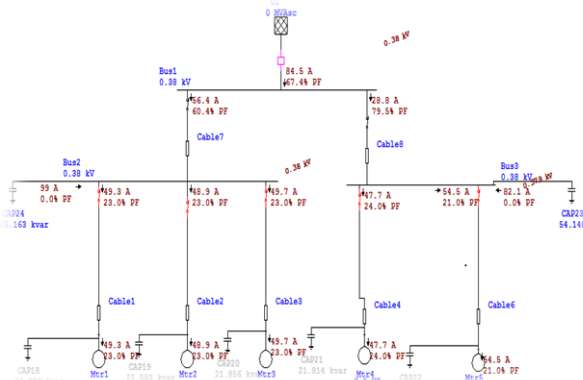 0 MVAsc
0.38 kV
84.5 A
67.4% PF
Bus1
0.38 kV
56.4 A
60.4% PF
28.8 A
79.5% PF
Cable7
Cable8
Bus2
0.38 kV
0.38 kV
Bus3
0.38 kV
99 A
0.0% PF
49.3 A
23.0% PF
48.9 A
23.0% PF
49.7 A
23.0% PF
47.7 A
24.0% PF
54.5 A
21.0% PF
82.1 A
0.0% PF
CAP24
CAP23
Cable1
Cable2
Cable3
Cable4
Cable6
49.3 A
23.0% PF
48.9 A
23.0% PF
49.7 A
23.0% PF
47.7 A
24.0% PF
54.5 A
21.0% PF
CAP18
CAP19
CAP20
21.856 kvar
CAP21
21.814 kvar
CAP22
Mtr1
Mtr2
Mtr3
Mtr4
Mtr5